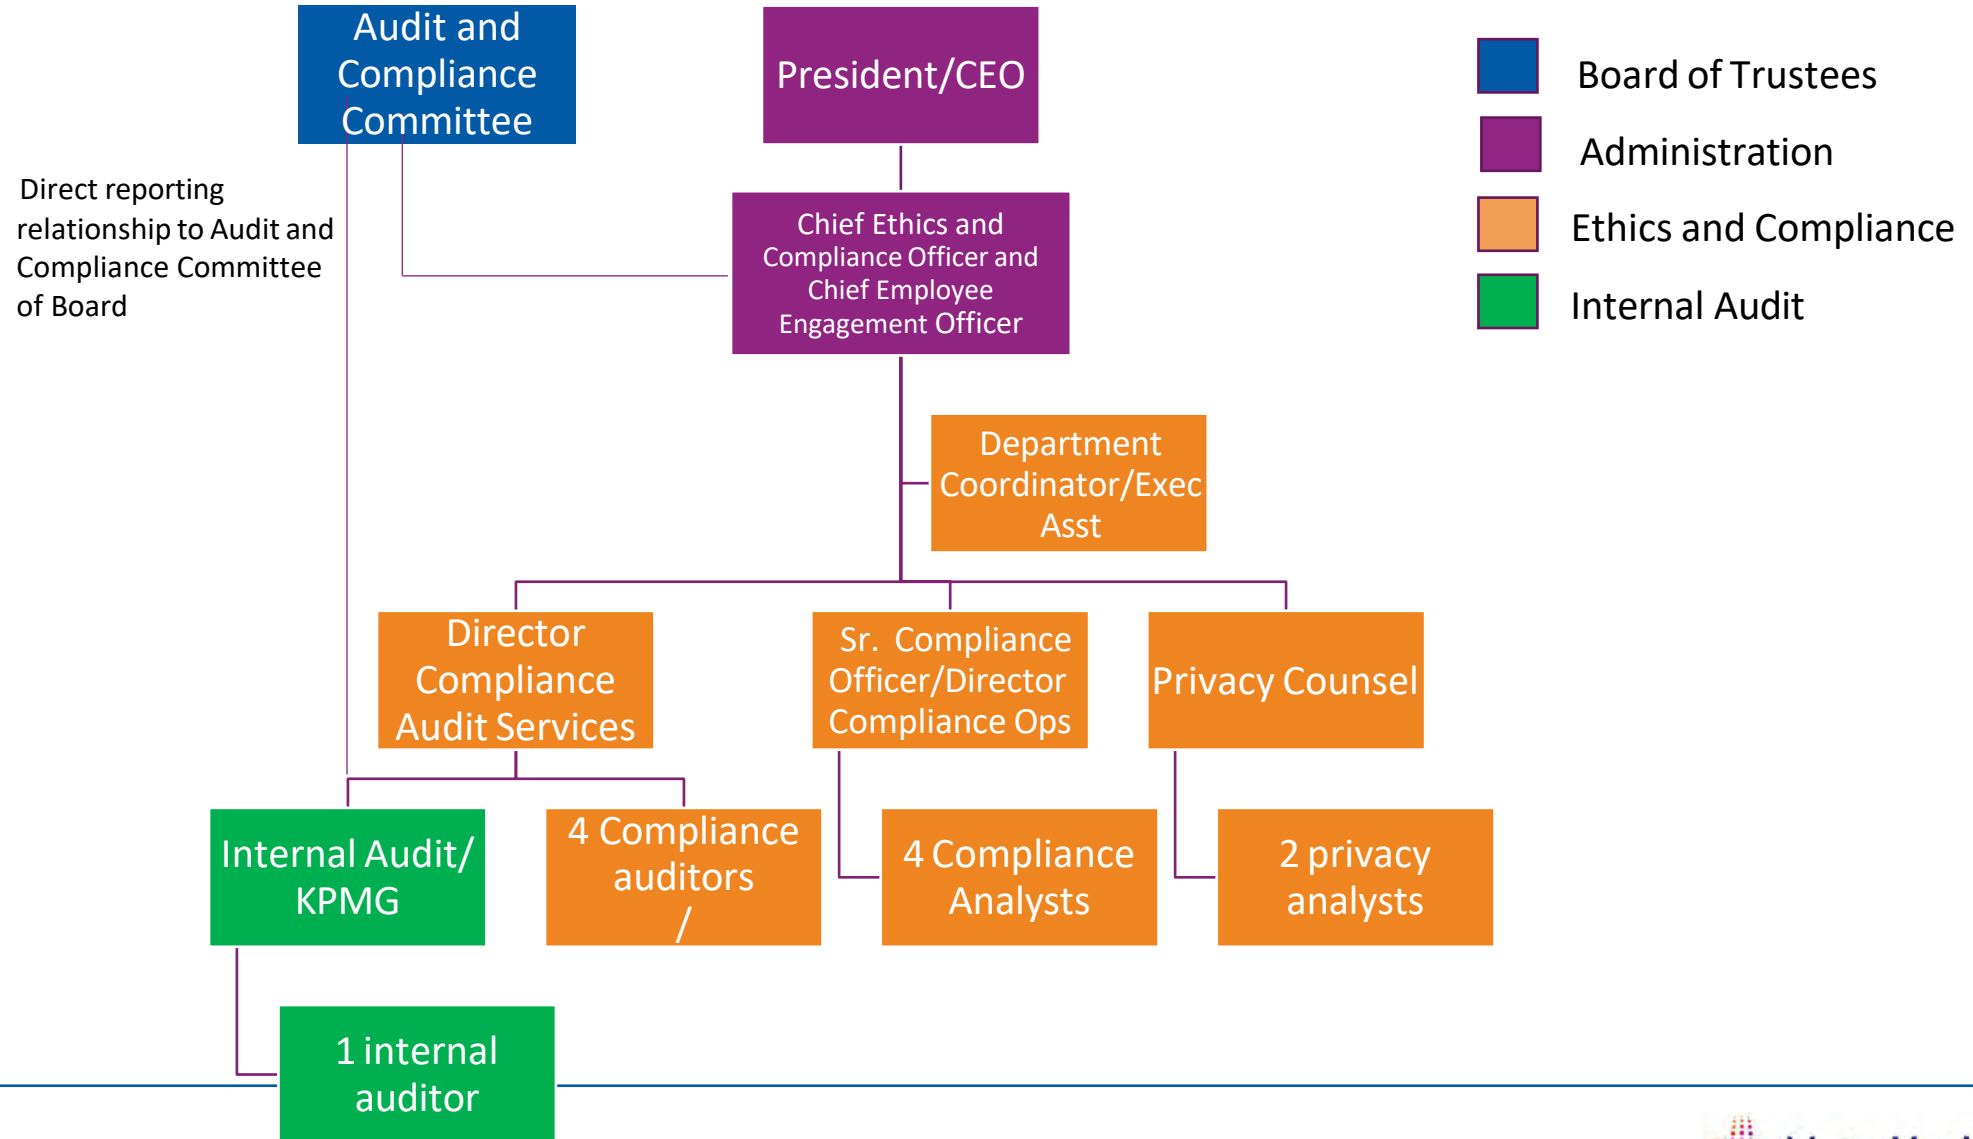 Audit and
Compliance
Committee
President/CEO
Board of Trustees
Administration
Ethics and Compliance
Internal Audit
Direct reporting
relationship to Audit and
Compliance Committee
of Board
Chief Ethics and
Compliance Officer and
Chief Employee
Engagement Officer
Department
Coordinator/Exec
Asst
Director
Compliance
Audit Services
Sr. Compliance
Officer/Director
Compliance Ops
Privacy Counsel
Internal Audit/
KPMG
4 Compliance
auditors
/
4 Compliance
Analysts
2 privacy
analysts
1 internal
auditor